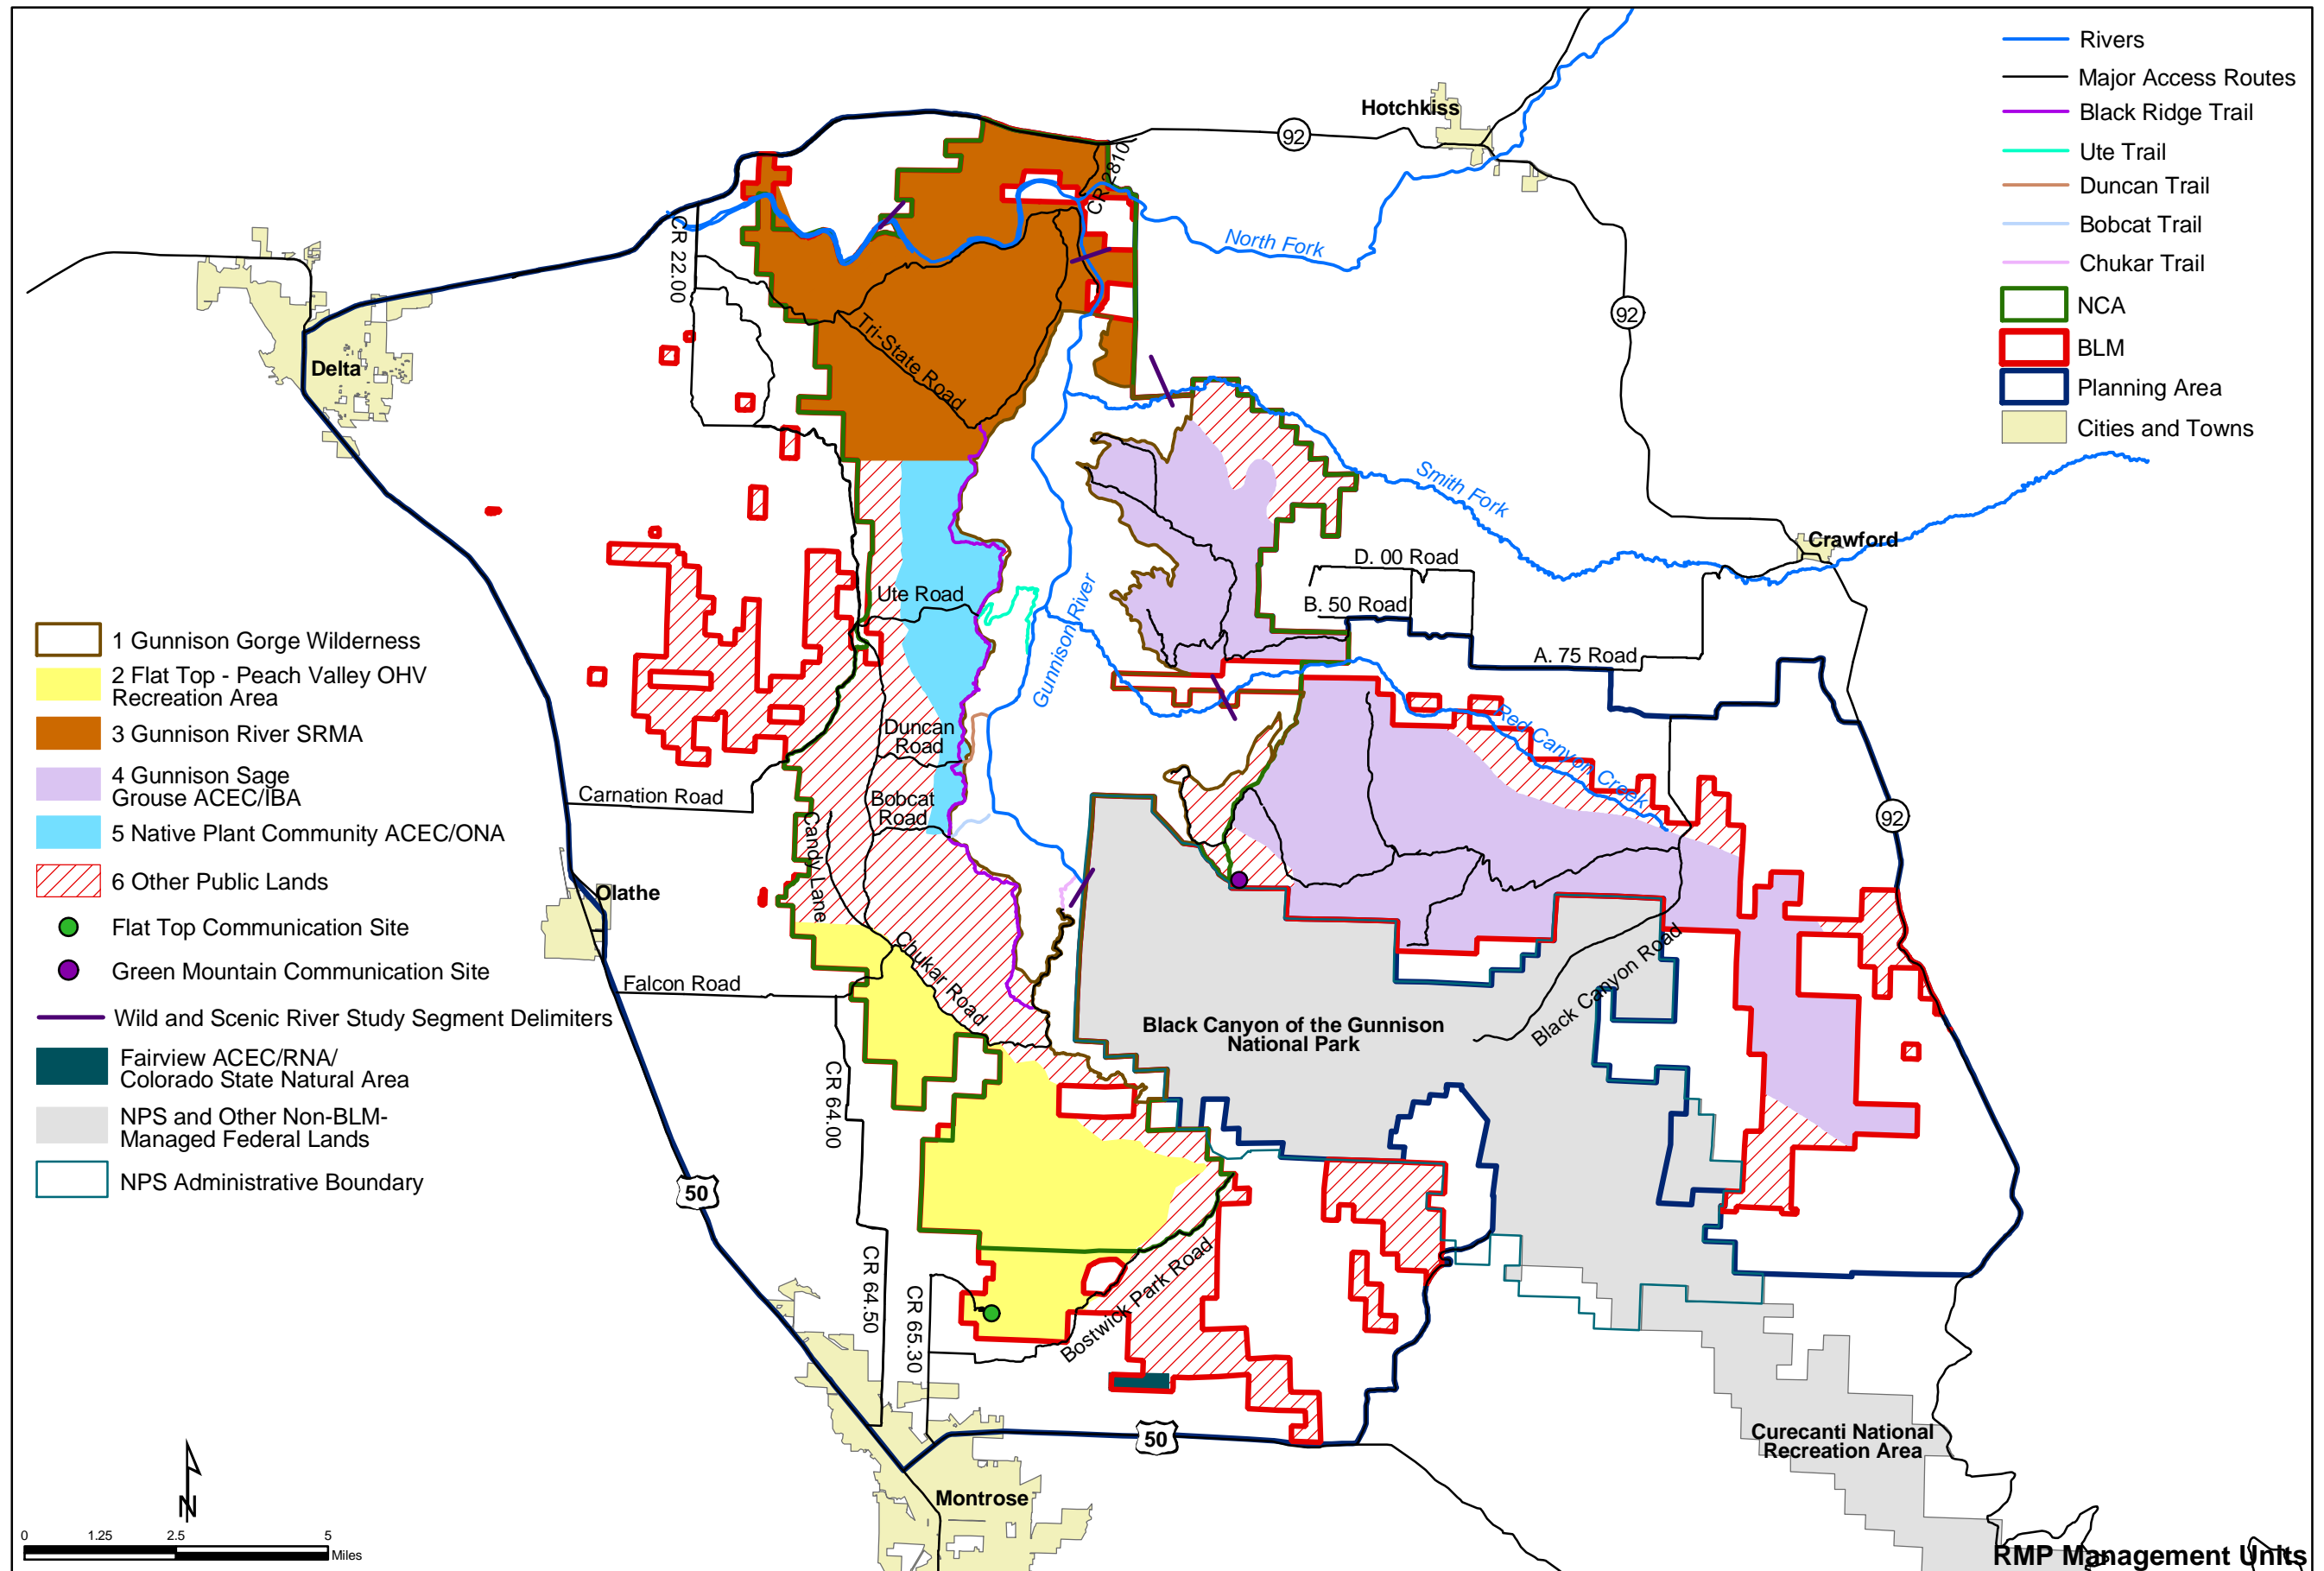 Rivers
Major Access Routes
Black Ridge Trail
Ute Trail
Duncan Trail
Bobcat Trail
Chukar Trail
NCA
BLM
Planning Area
Cities and Towns
Hotchkiss
92
CR 2810
North Fork
CR 22.00
92
Delta
Tri-State Road
Smith Fork
Crawford
D. 00 Road
B. 50 Road
A. 75 Road
Ute Road
Gunnison River
Red Canyon Creek
Duncan
Road
Bobcat
Road
Carnation Road
Candy Lane
92
Olathe
Chukar Road
Falcon Road
Black Canyon Road
Black Canyon of the Gunnison
National Park
CR 64.00
50
CR 64.50
CR 65.30
Bostwick Park Road
50
Montrose
Curecanti National
Recreation Area
1 Gunnison Gorge Wilderness
2 Flat Top - Peach Valley OHV
Recreation Area
3 Gunnison River SRMA
4 Gunnison Sage
Grouse ACEC/IBA
5 Native Plant Community ACEC/ONA
6 Other Public Lands
Flat Top Communication Site
Green Mountain Communication Site
Wild and Scenic River Study Segment Delimiters
Fairview ACEC/RNA/
Colorado State Natural Area
NPS and Other Non-BLM-
Managed Federal Lands
NPS Administrative Boundary
N
0 1.25 2.5 5
Miles
RMP Management Units